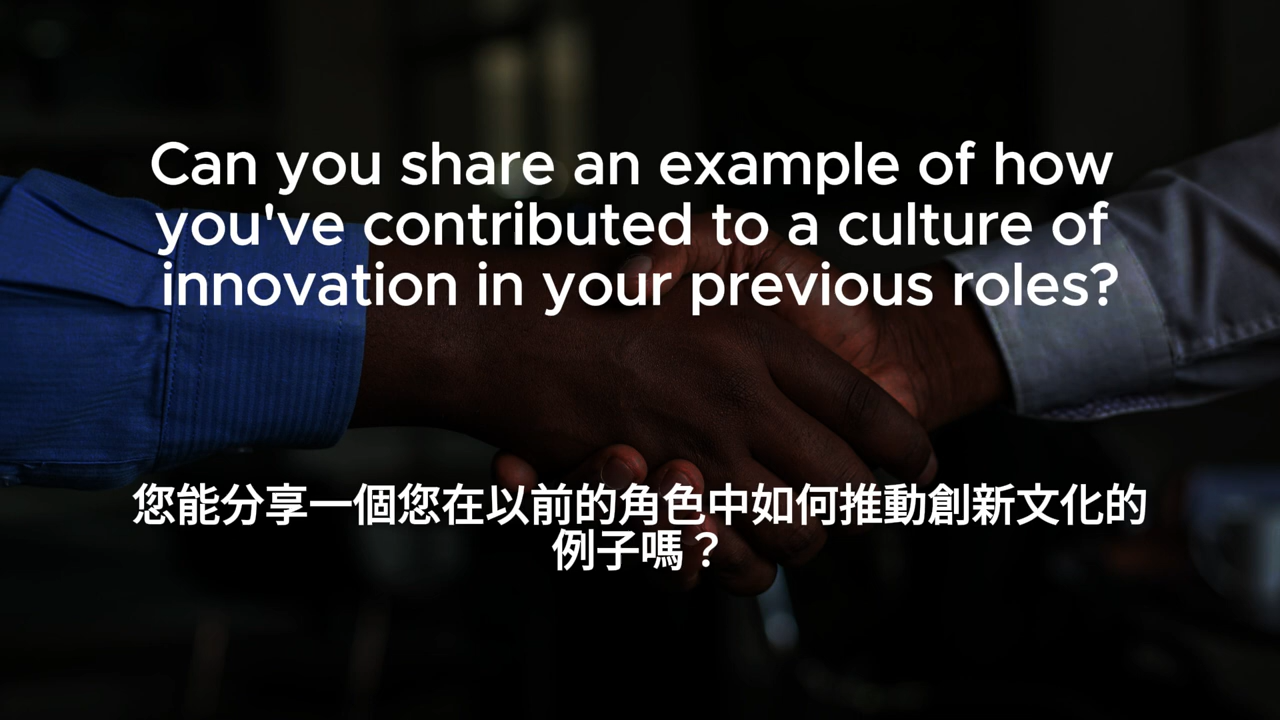 Can you share an example of how
you've contributed to a culture of
innovation in your previous roles?
您能分享一個您在以前的角色中如何推動創新文化的
例子嗎？